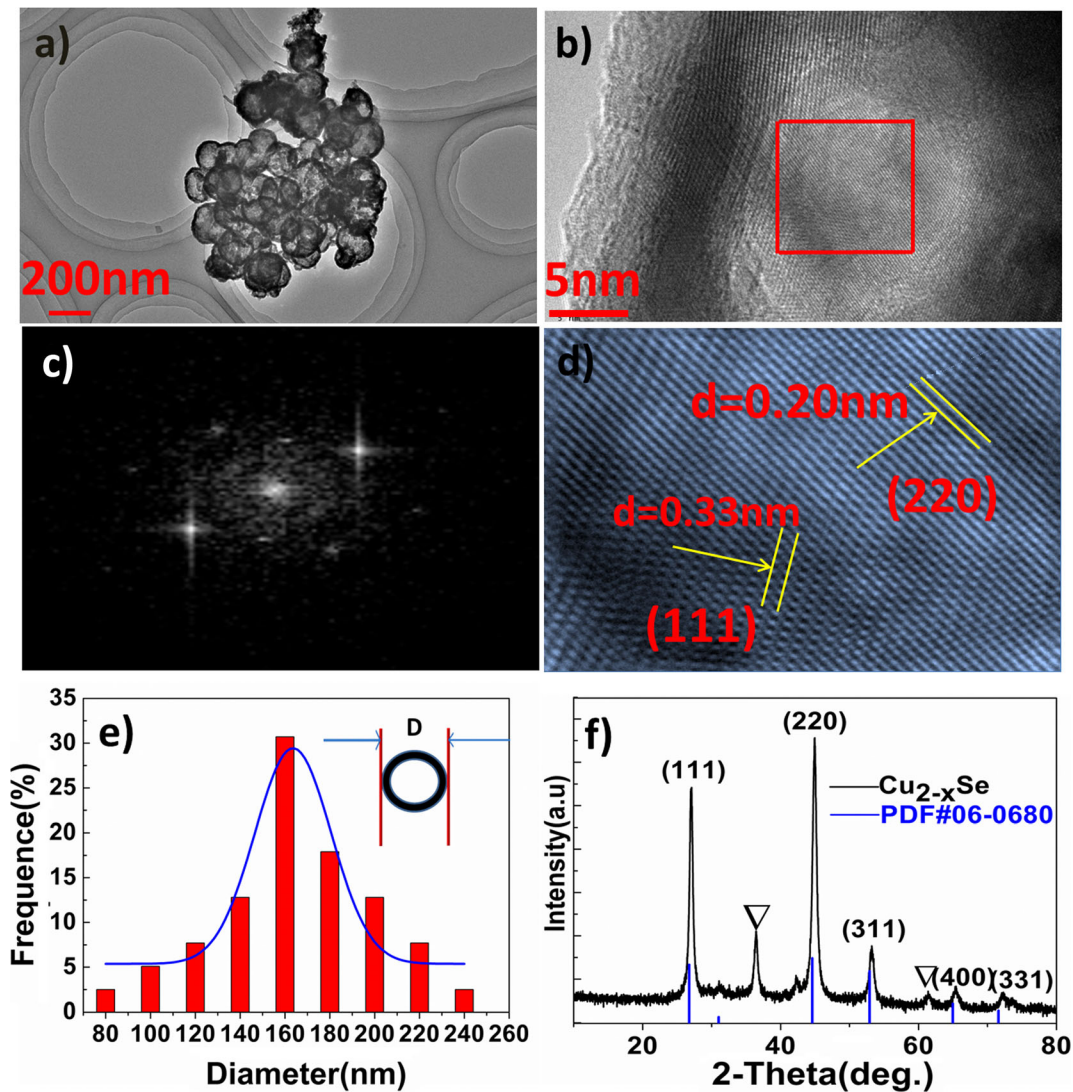 a)
200nm
b)
5nm
5 nm
c)
d)
d=0.20nm
(220)
d=0.33nm
(111)
e)
D
35
30
25
20
15
10
5
0
Frequence(%)
80 100 120 140 160 180 200 220 240 260
Diameter(nm)
f)
(220)
(111)
Cu2-xSe
PDF#06-0680
(311)
(400)
(331)
Intensity(a.u)
20 40 60 80
2-Theta(deg.)